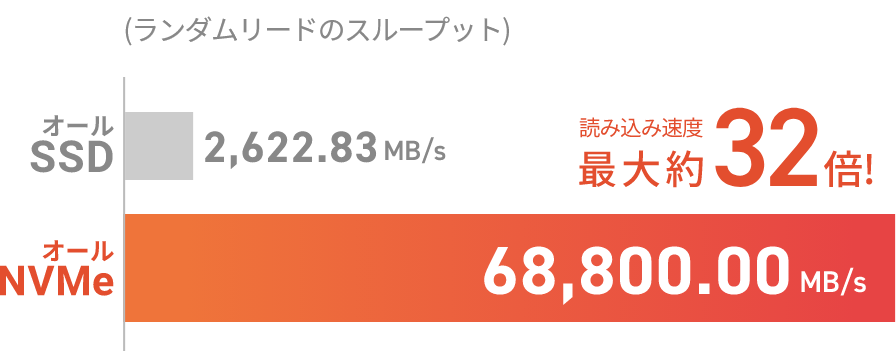 (ランダムリードのスループット)
オール
SSD
2,622.83 MB/s
読み込み速度
最大約32倍!
オール
NVMe
68,800.00 MB/s